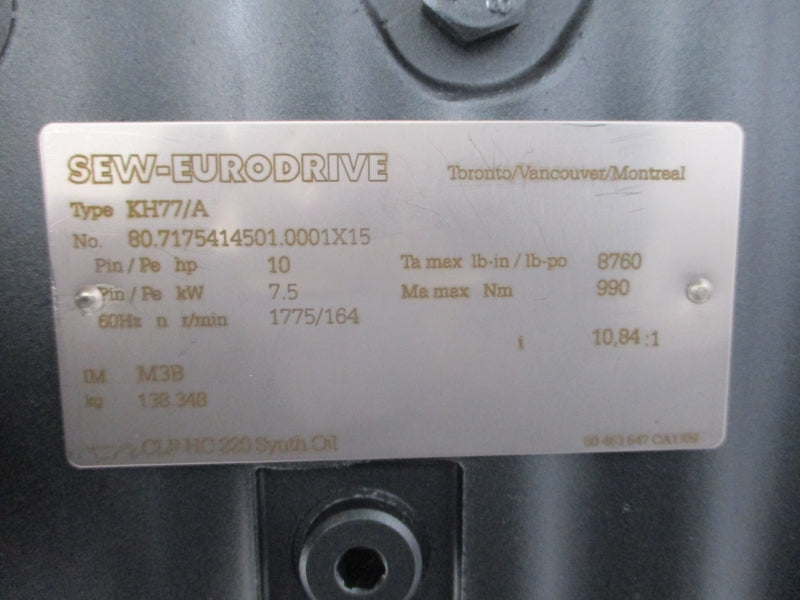 SEW-EURODRIVE Toronto/Vancouver/Montreal
Type KH77/A
No. 80.7175414501.0001X15
Pin / Pe hp 10 Ta max lb-in / lb-po 8760
Pin / Pe kW 7.5 Ma max Nm 990
60Hz n r/min 1775/164
i 10,84 :1
IM M3B
kg 138.348
CLP HC 220 Synth Oil